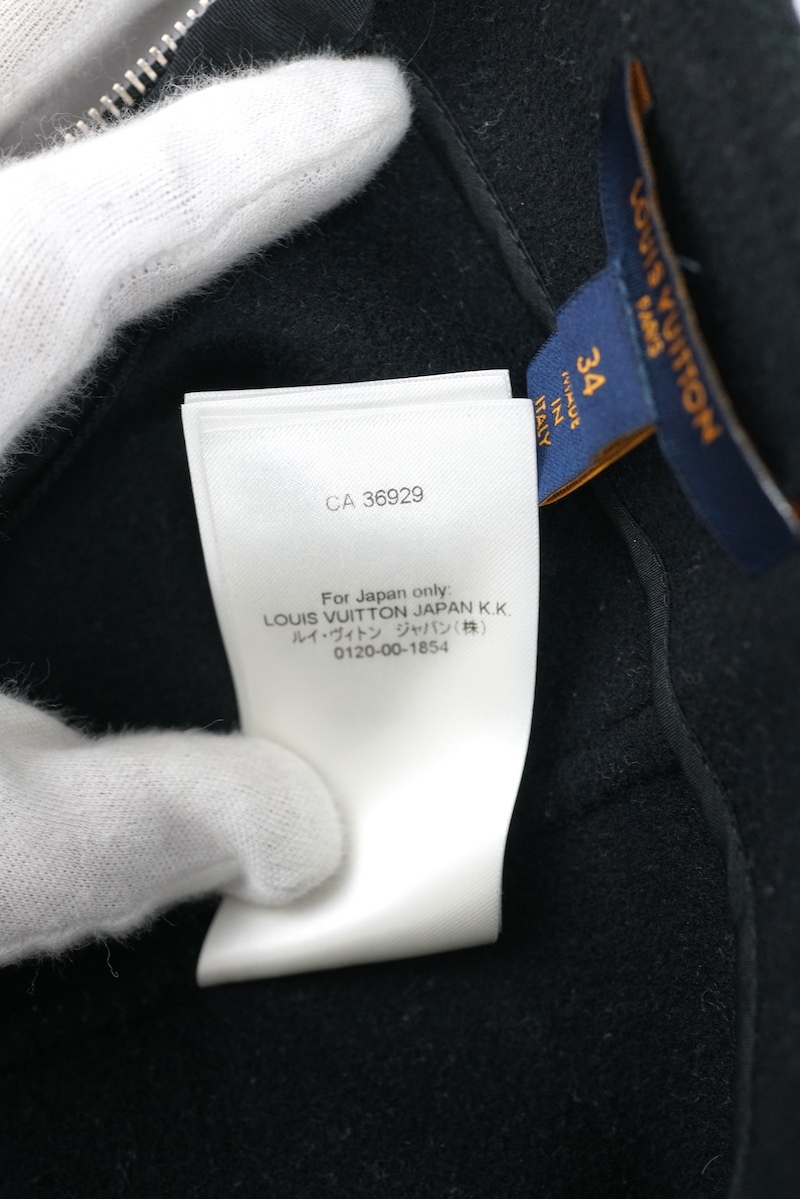 LOUIS VUITTON
PARIS
34
MADE
IN
ITALY
CA 36929
For Japan only:
LOUIS VUITTON JAPAN K.K.
ルイ・ヴィトン ジャパン(株)
0120-00-1854